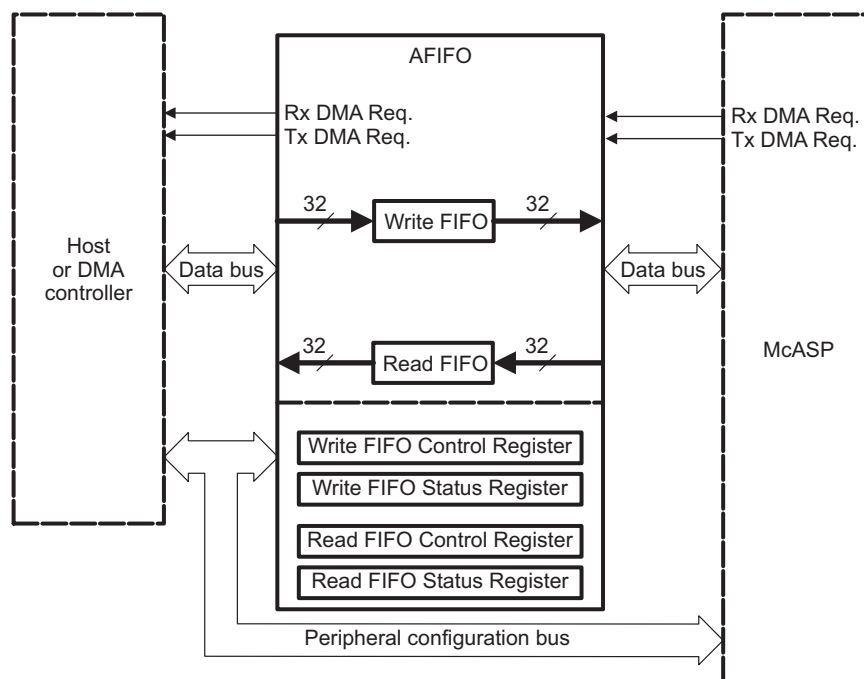 AFIFO
Rx DMA Req.
Tx DMA Req.
Rx DMA Req.
Tx DMA Req.
32
32
Write FIFO
Host
or DMA
controller
Data bus
Data bus
32
32
Read FIFO
McASP
Write FIFO Control Register
Write FIFO Status Register
Read FIFO Control Register
Read FIFO Status Register
Peripheral configuration bus